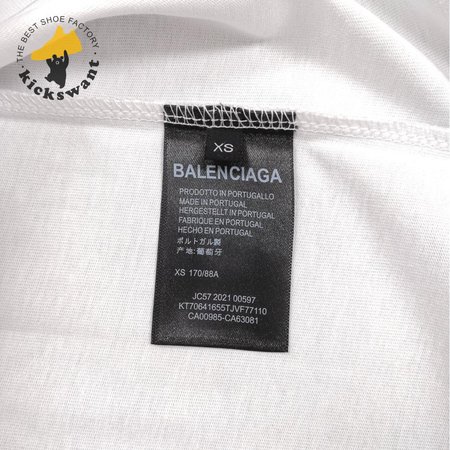 THE BEST SHOE FACTORY.
kickswant
XS
BALENCIAGA
PRODOTTO IN PORTUGALLO
MADE IN PORTUGAL
HERGESTELLT IN PORTUGAL
FABRIQUE EN PORTUGAL
HECHO EN PORTUGAL
ポルトガル製
产地:葡萄牙
XS 170/88A
JC57 2021 00597
KT70641655TJVF77110
CA00985-CA63081